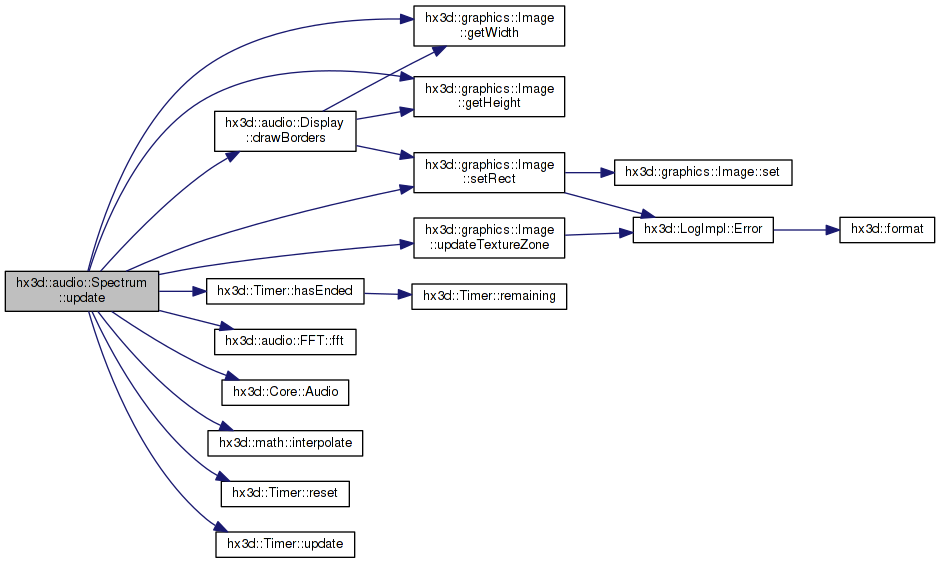 hx3d::graphics::Image
::getWidth
hx3d::graphics::Image
::getHeight
hx3d::audio::Display
::drawBorders
hx3d::graphics::Image
::setRect
hx3d::graphics::Image::set
hx3d::graphics::Image
::updateTextureZone
hx3d::LogImpl::Error
hx3d::format
hx3d::audio::Spectrum
::update
hx3d::Timer::hasEnded
hx3d::Timer::remaining
hx3d::audio::FFT::fft
hx3d::Core::Audio
hx3d::math::interpolate
hx3d::Timer::reset
hx3d::Timer::update